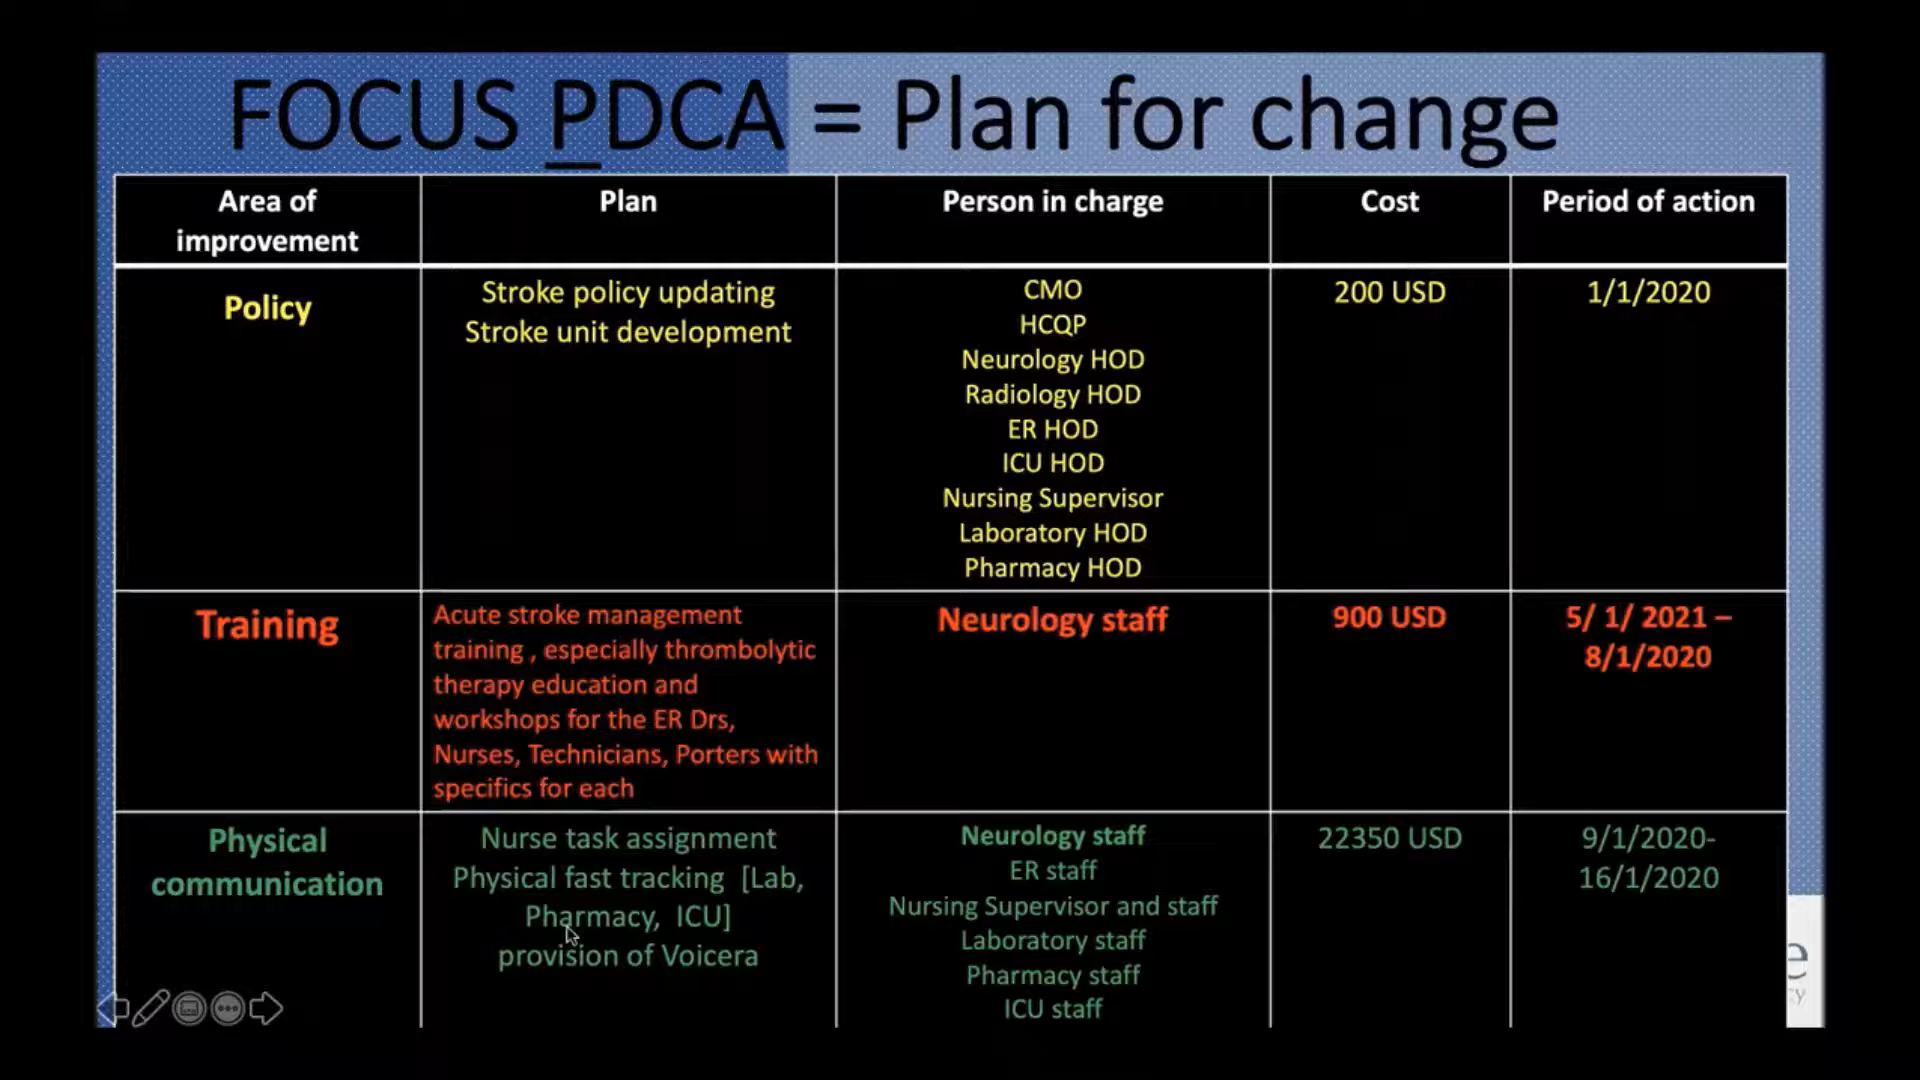 FOCUS PDCA = Plan for change
Area of improvement
Plan
Person in charge
Cost
Period of action
Policy
Stroke policy updating
Stroke unit development
CMO
HCQP
Neurology HOD
Radiology HOD
ER HOD
ICU HOD
Nursing Supervisor
Laboratory HOD
Pharmacy HOD
200 USD
1/1/2020
Training
Acute stroke management
training , especially thrombolytic
therapy education and
workshops for the ER Drs,
Nurses, Technicians, Porters with
specifics for each
Neurology staff
900 USD
5/ 1/ 2021 –
8/1/2020
Physical
communication
Nurse task assignment
Physical fast tracking [Lab,
Pharmacy, ICU]
provision of Voicera
Neurology staff
ER staff
Nursing Supervisor and staff
Laboratory staff
Pharmacy staff
ICU staff
22350 USD
9/1/2020-
16/1/2020